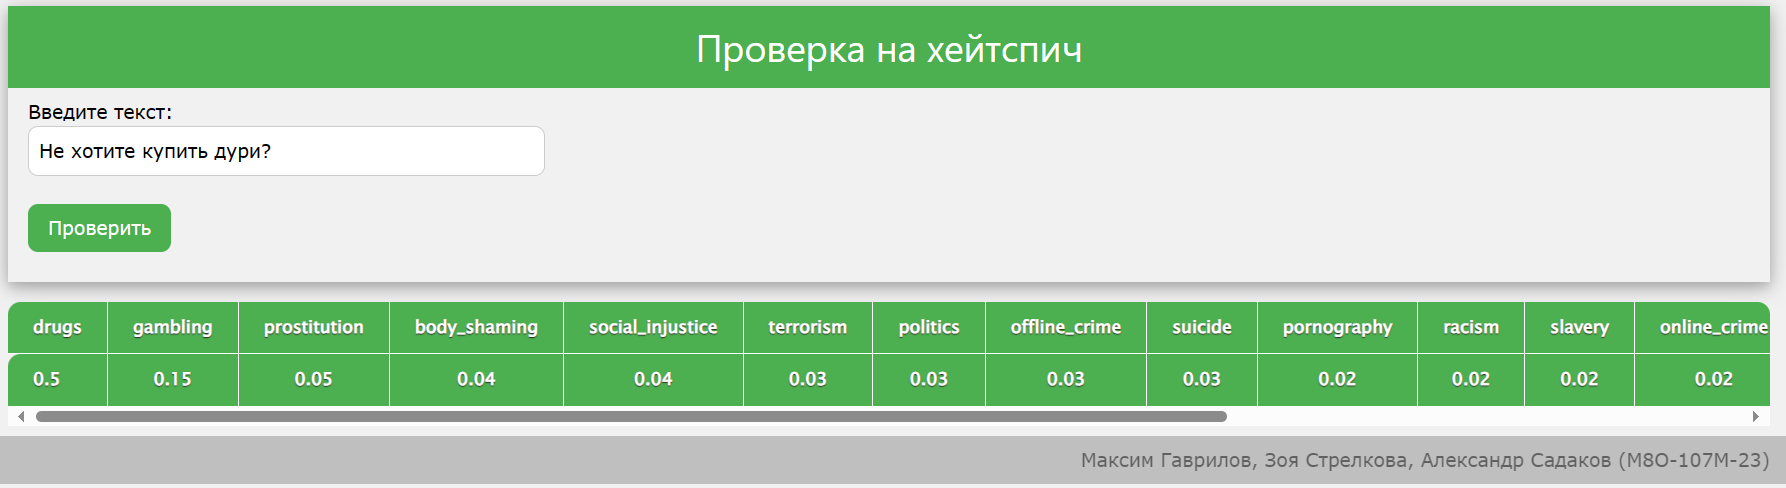 Проверка на хейтспич
Введите текст:
Не хотите купить дури?
Проверить
drugs gambling prostitution body_shaming social_injustice terrorism politics offline_crime suicide pornography racism slavery online_crime
0.5 0.15 0.05 0.04 0.04 0.03 0.03 0.03 0.03 0.02 0.02 0.02 0.02
Максим Гаврилов, Зоя Стрелкова, Александр Садаков (М8О-107М-23)